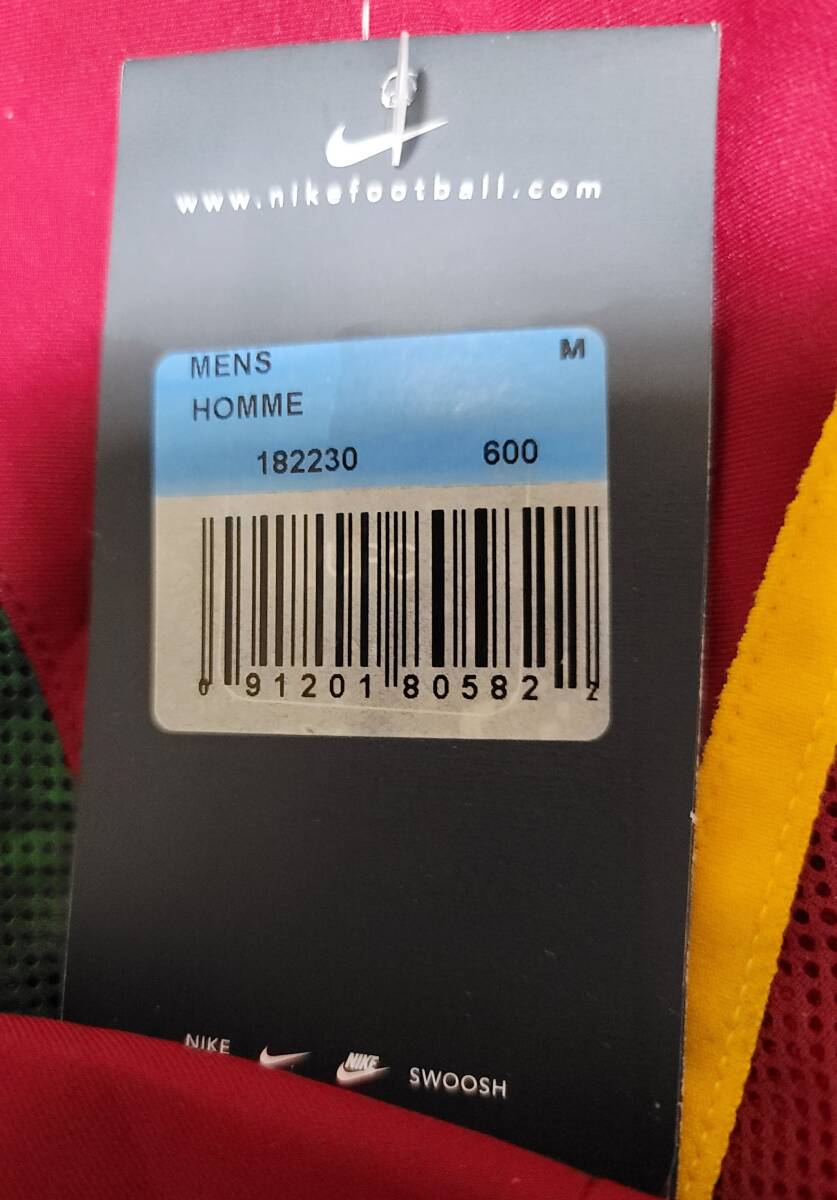 www.nikefootball.com
MENS M
HOMME
182230 600
0 91201 80582 2
NIKE NIKE SWOOSH